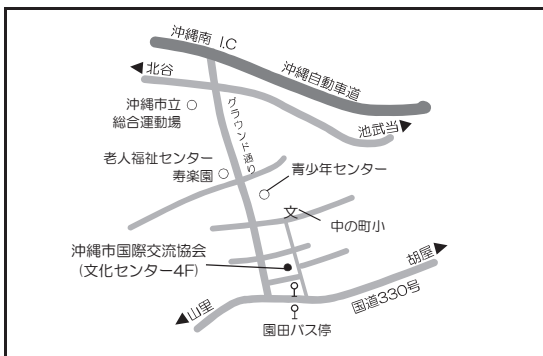 沖縄南 I.C
◀北谷
沖縄自動車道
沖縄市立
総合運動場
グラウンド通り
池武当▶
老人福祉センター
寿楽園
青少年センター
文
中の町小
沖縄市国際交流協会
(文化センター4F)
胡屋▶
国道330号
◀山里
園田バス停